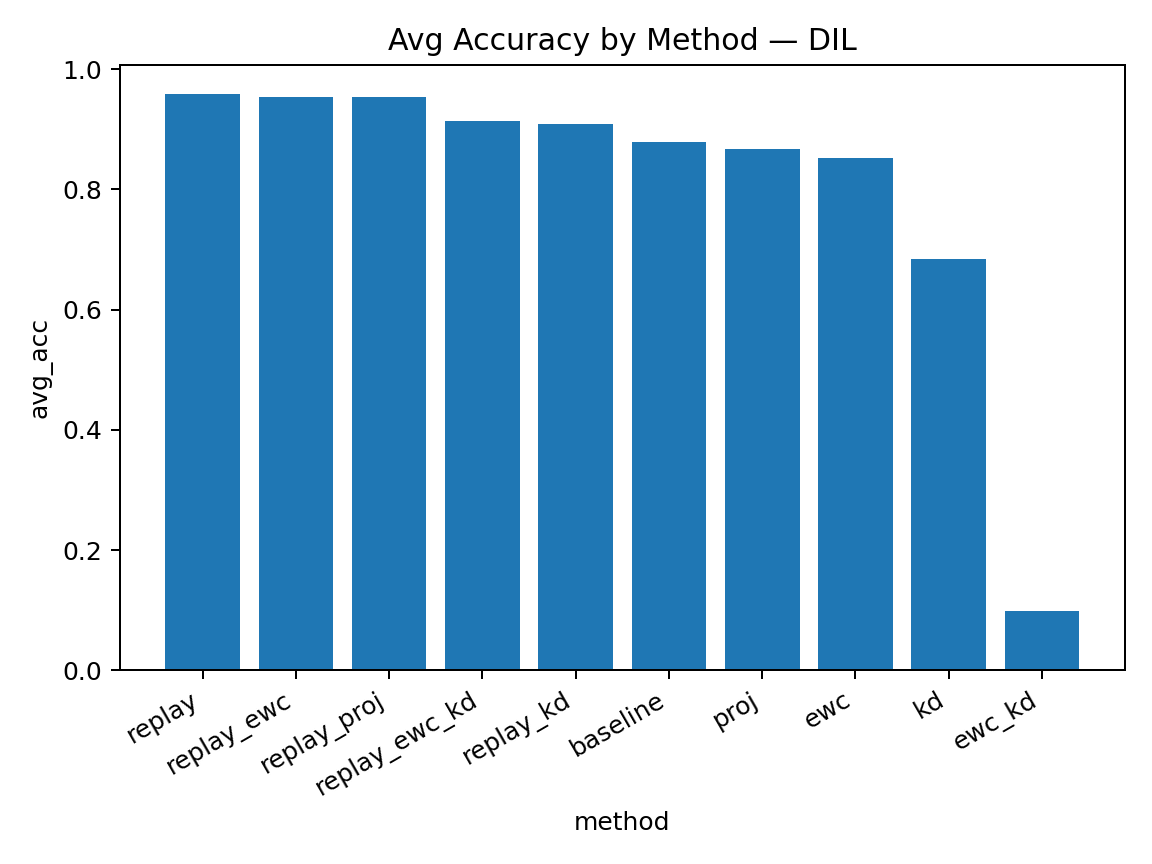 Avg Accuracy by Method — DIL
avg_acc
1.0
0.8
0.6
0.4
0.2
0.0
replay
replay_ewc
replay_proj
replay_ewc_kd
replay_kd
baseline
proj
ewc
kd
ewc_kd
method